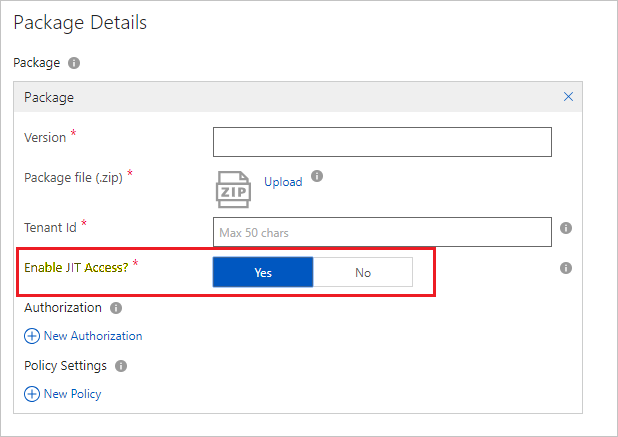 Package Details
Package
Package
Version *
Package file (.zip) *
ZIP
Upload
Tenant Id *
Max 50 chars
Enable JIT Access? *
Yes
No
Authorization
New Authorization
Policy Settings
New Policy